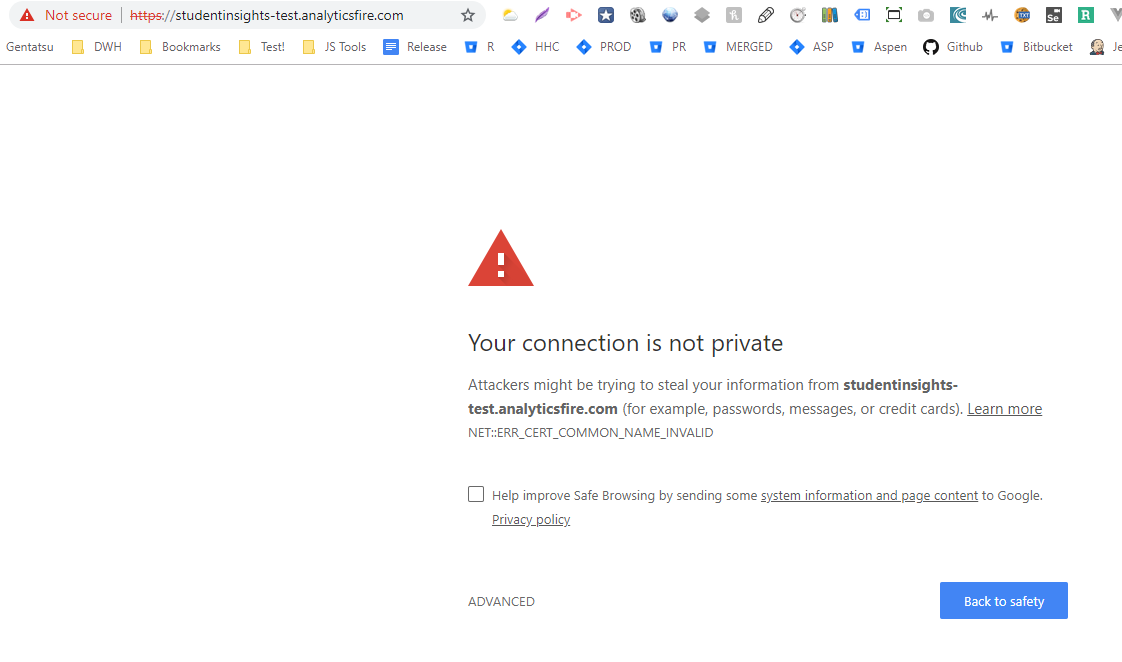 Not secure | https://studentinsights-test.analyticsfire.com
Gentatsu DWH Bookmarks Test! JS Tools Release R HHC PROD PR MERGED ASP Aspen Github Bitbucket Je
Your connection is not private
Attackers might be trying to steal your information from studentinsights-
test.analyticsfire.com (for example, passwords, messages, or credit cards). Learn more
NET::ERR_CERT_COMMON_NAME_INVALID
Help improve Safe Browsing by sending some system information and page content to Google.
Privacy policy
ADVANCED Back to safety